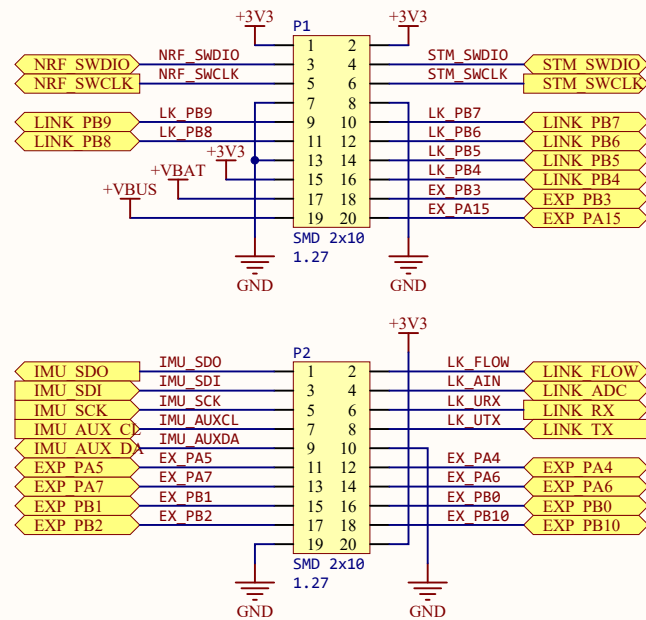 +3V3 P1 +3V3
1 2
NRF_SWDIO NRF_SWDIO 3 4 STM_SWDIO STM_SWDIO
NRF_SWCLK NRF_SWCLK 5 6 STM_SWCLK STM_SWCLK
7 8
LINK_PB9 LK_PB9 9 10 LK_PB7 LINK_PB7
LINK_PB8 LK_PB8 11 12 LK_PB6 LINK_PB6
+3V3 13 14 LK_PB5 LINK_PB5
+VBAT 15 16 LK_PB4 LINK_PB4
+VBUS 17 18 EX_PB3 EXP_PB3
19 20 EX_PA15 EXP_PA15
SMD 2x10
1.27
GND GND
+3V3
P2
IMU_SDO IMU_SDO 1 2 LK_FLOW LINK_FLOW
IMU_SDI IMU_SDI 3 4 LK_AIN LINK_ADC
IMU_SCK IMU_SCK 5 6 LK_URX LINK_RX
IMU_AUX_CL IMU_AUXCL 7 8 LK_UTX LINK_TX
IMU_AUX_DA IMU_AUXDA 9 10
EXP_PA5 EX_PA5 11 12 EX_PA4 EXP_PA4
EXP_PA7 EX_PA7 13 14 EX_PA6 EXP_PA6
EXP_PB1 EX_PB1 15 16 EX_PB0 EXP_PB0
EXP_PB2 EX_PB2 17 18 EX_PB10 EXP_PB10
19 20
SMD 2x10
1.27
GND GND